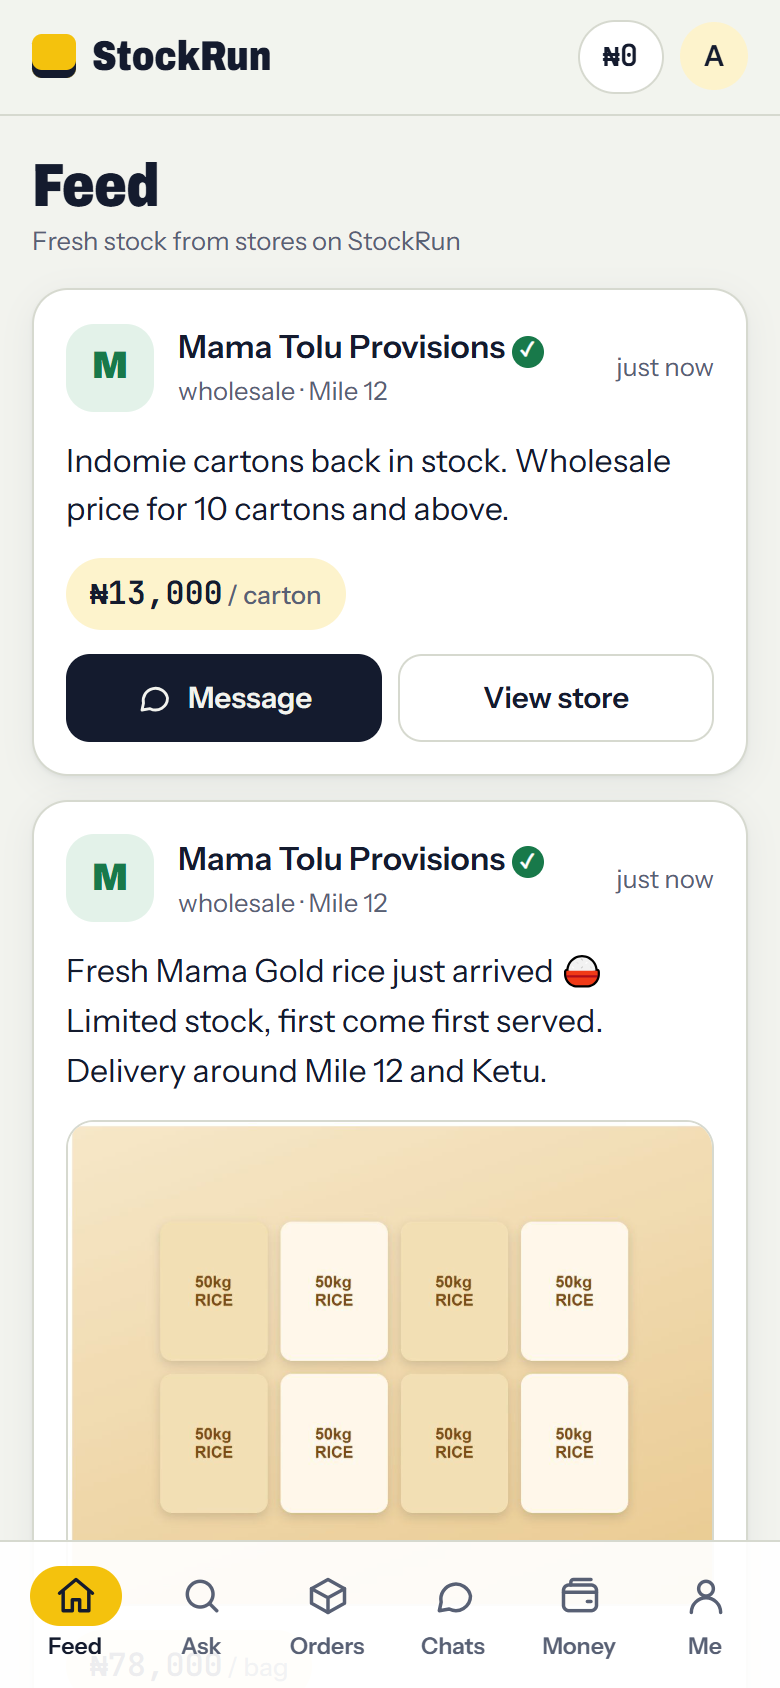 StockRun
₦0
A
Feed
Fresh stock from stores on StockRun
M
Mama Tolu Provisions
just now
wholesale · Mile 12
Indomie cartons back in stock. Wholesale
price for 10 cartons and above.
₦13,000 / carton
Message
View store
M
Mama Tolu Provisions
just now
wholesale · Mile 12
Fresh Mama Gold rice just arrived 🍚
Limited stock, first come first served.
Delivery around Mile 12 and Ketu.
50kg 50kg 50kg 50kg
RICE RICE RICE RICE
50kg 50kg 50kg 50kg
RICE RICE RICE RICE
Feed Ask Orders Chats Money Me
₦78,000 / bag